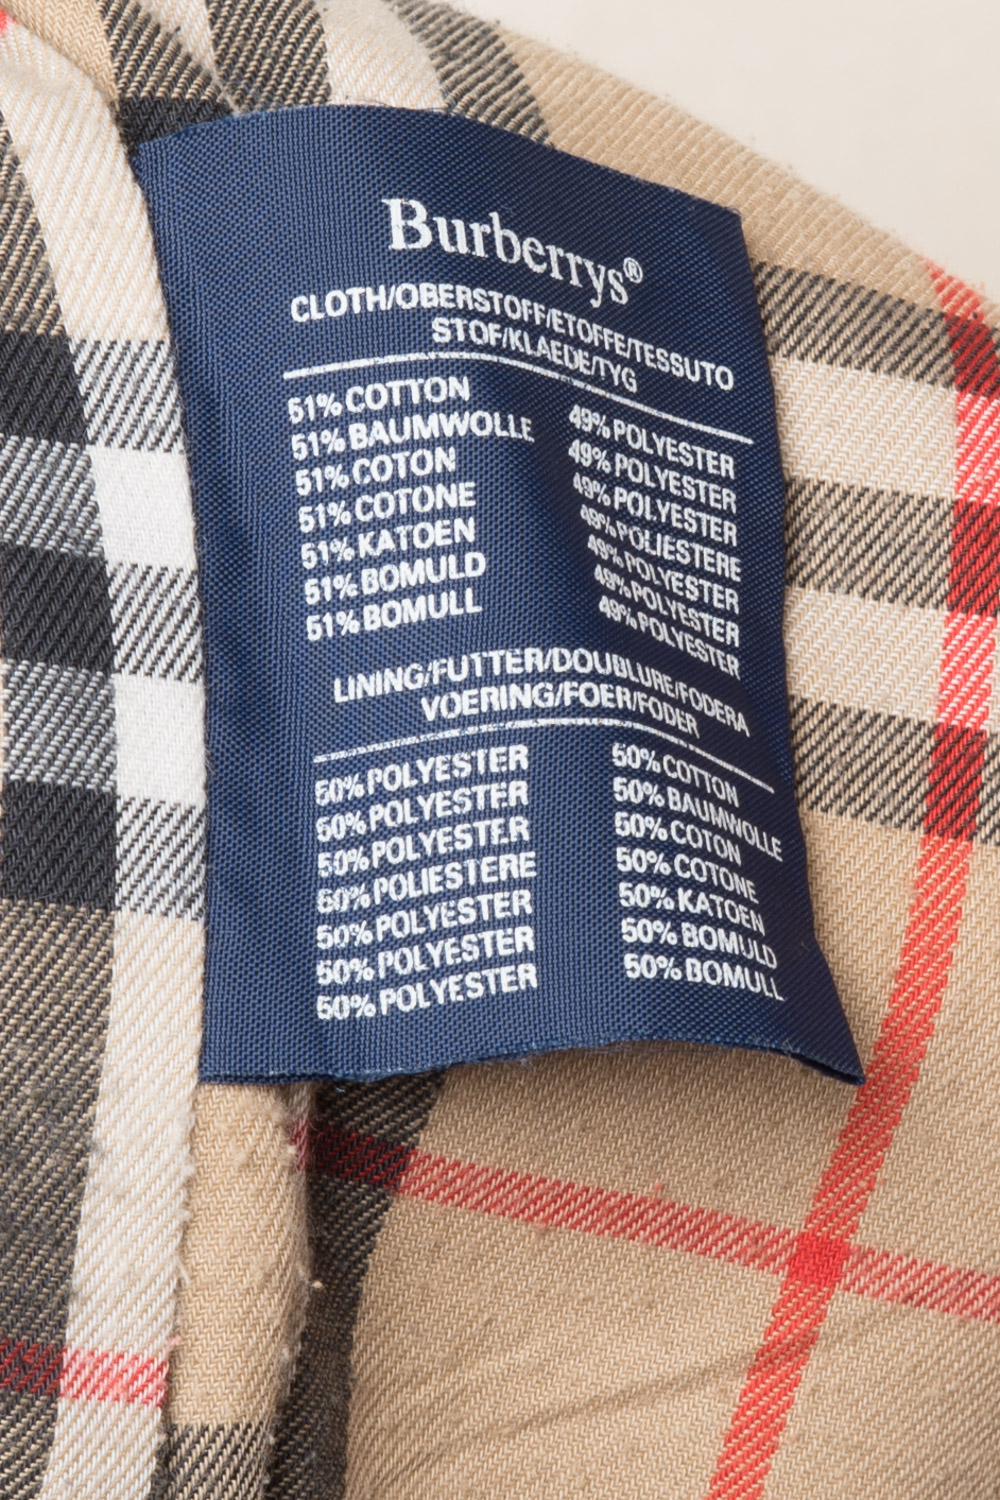 Burberrys®
CLOTH/OBERSTOFF/ETOFFE/TESSUTO
STOF/KLAEDE/TYG
51% COTTON 49% POLYESTER
51% BAUMWOLLE 49% POLYESTER
51% COTON 49% POLYESTER
51% COTONE 49% POLIESTERE
51% KATOEN 49% POLYESTER
51% BOMULD 49% POLYESTER
51% BOMULL 49% POLYESTER
LINING/FUTTER/DOUBLURE/FODERA
VOERING/FOER/FODER
50% POLYESTER 50% COTTON
50% POLYESTER 50% BAUMWOLLE
50% POLYESTER 50% COTON
50% POLIESTERE 50% COTONE
50% POLYESTER 50% KATOEN
50% POLYESTER 50% BOMULD
50% POLYESTER 50% BOMULL